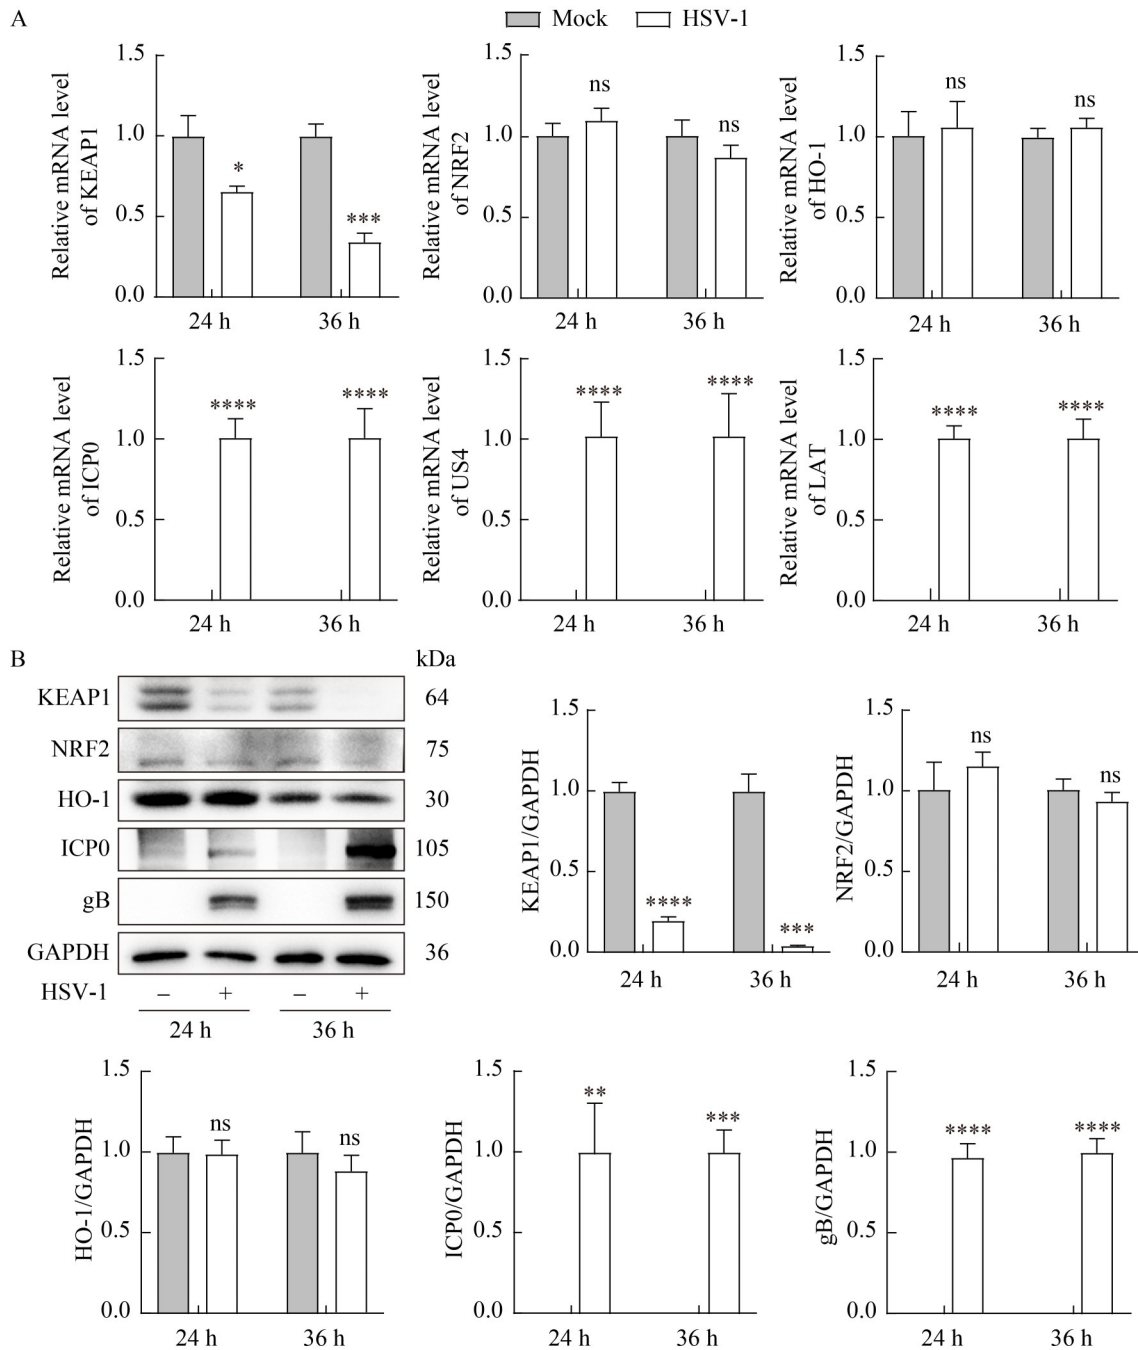 A
Mock HSV-1
Relative mRNA level
of KEAP1
1.5
1.0
0.5
0.0
*
***
24 h 36 h
Relative mRNA level
of NRF2
1.5
1.0
0.5
0.0
ns
ns
24 h 36 h
Relative mRNA level
of HO-1
1.5
1.0
0.5
0.0
ns
ns
24 h 36 h
Relative mRNA level
of ICP0
1.5
1.0
0.5
0.0
****
****
24 h 36 h
Relative mRNA level
of US4
1.5
1.0
0.5
0.0
****
****
24 h 36 h
Relative mRNA level
of LAT
1.5
1.0
0.5
0.0
****
****
24 h 36 h
B
kDa
KEAP1 64
NRF2 75
HO-1 30
ICP0 105
gB 150
GAPDH 36
HSV-1 – + – +
24 h 36 h
KEAP1/GAPDH
1.5
1.0
0.5
0.0
****
***
24 h 36 h
NRF2/GAPDH
1.5
1.0
0.5
0.0
ns
ns
24 h 36 h
HO-1/GAPDH
1.5
1.0
0.5
0.0
ns
ns
24 h 36 h
ICP0/GAPDH
1.5
1.0
0.5
0.0
**
***
24 h 36 h
gB/GAPDH
1.5
1.0
0.5
0.0
****
****
24 h 36 h